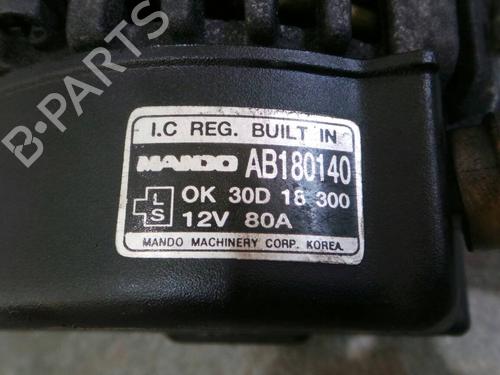 B-PARTS
I.C REG. BUILT IN
MANDO AB180140
L
S
OK 30D 18 300
12V 80A
MANDO MACHINERY CORP. KOREA.